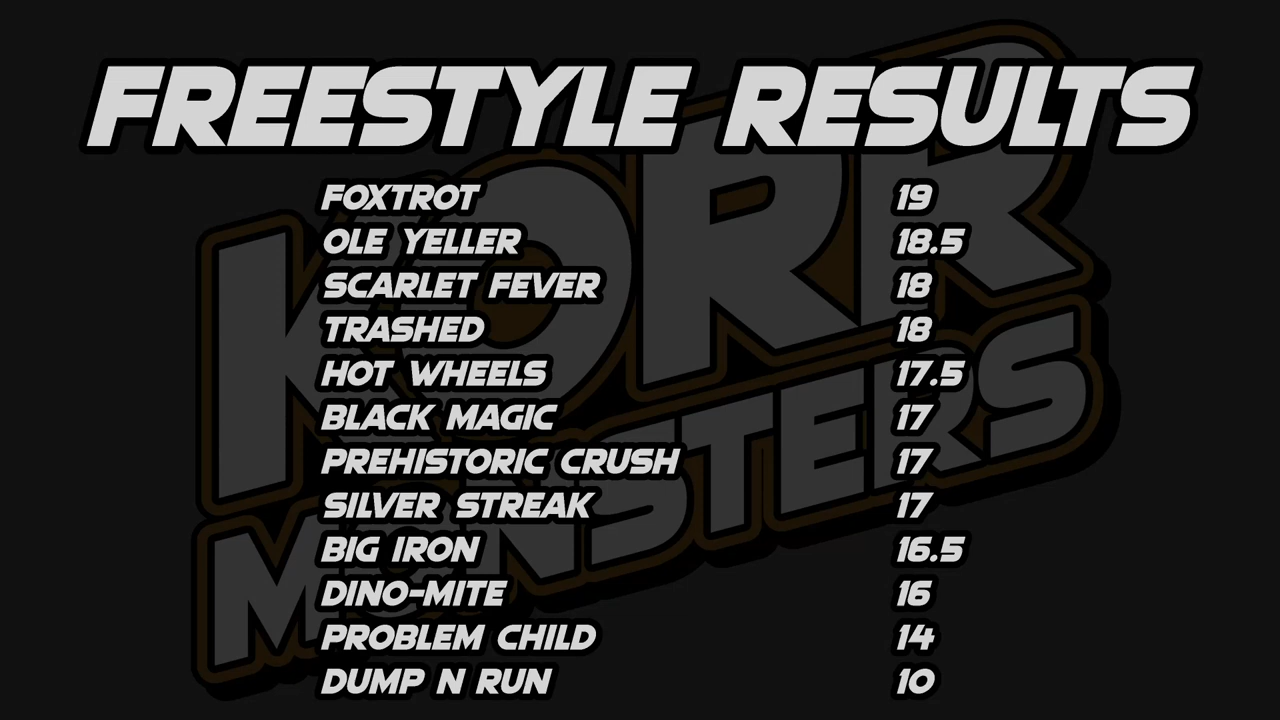 FREESTYLE RESULTS
FOXTROT 19
OLE YELLER 18.5
SCARLET FEVER 18
TRASHED 18
HOT WHEELS 17.5
BLACK MAGIC 17
PREHISTORIC CRUSH 17
SILVER STREAK 17
BIG IRON 16.5
DINO-MITE 16
PROBLEM CHILD 14
DUMP N RUN 10
KORR
MONSTERS